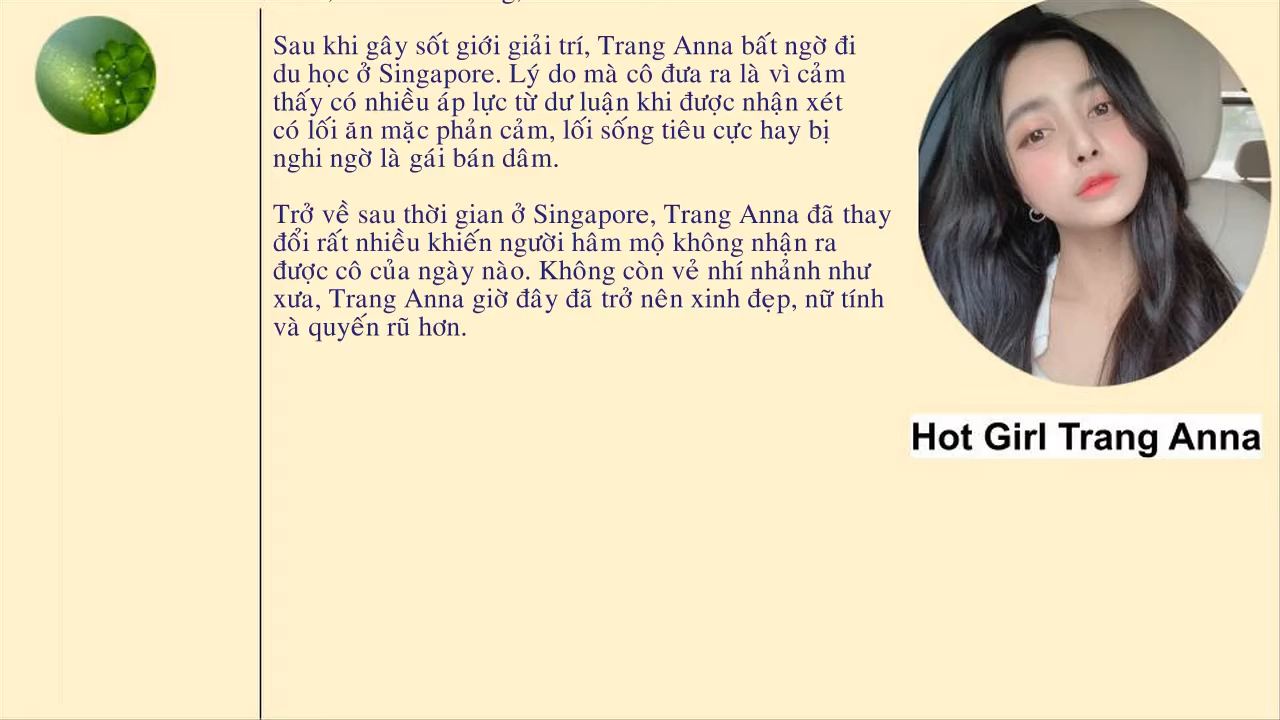 Sau khi gây sốt giới giải trí, Trang Anna bất ngờ đi
du học ở Singapore. Lý do mà cô đưa ra là vì cảm
thấy có nhiều áp lực từ dư luận khi được nhận xét
có lối ăn mặc phản cảm, lối sống tiêu cực hay bị
nghi ngờ là gái bán dâm.
Trở về sau thời gian ở Singapore, Trang Anna đã thay
đổi rất nhiều khiến người hâm mộ không nhận ra
được cô của ngày nào. Không còn vẻ nhí nhảnh như
xưa, Trang Anna giờ đây đã trở nên xinh đẹp, nữ tính
và quyến rũ hơn.
Hot Girl Trang Anna